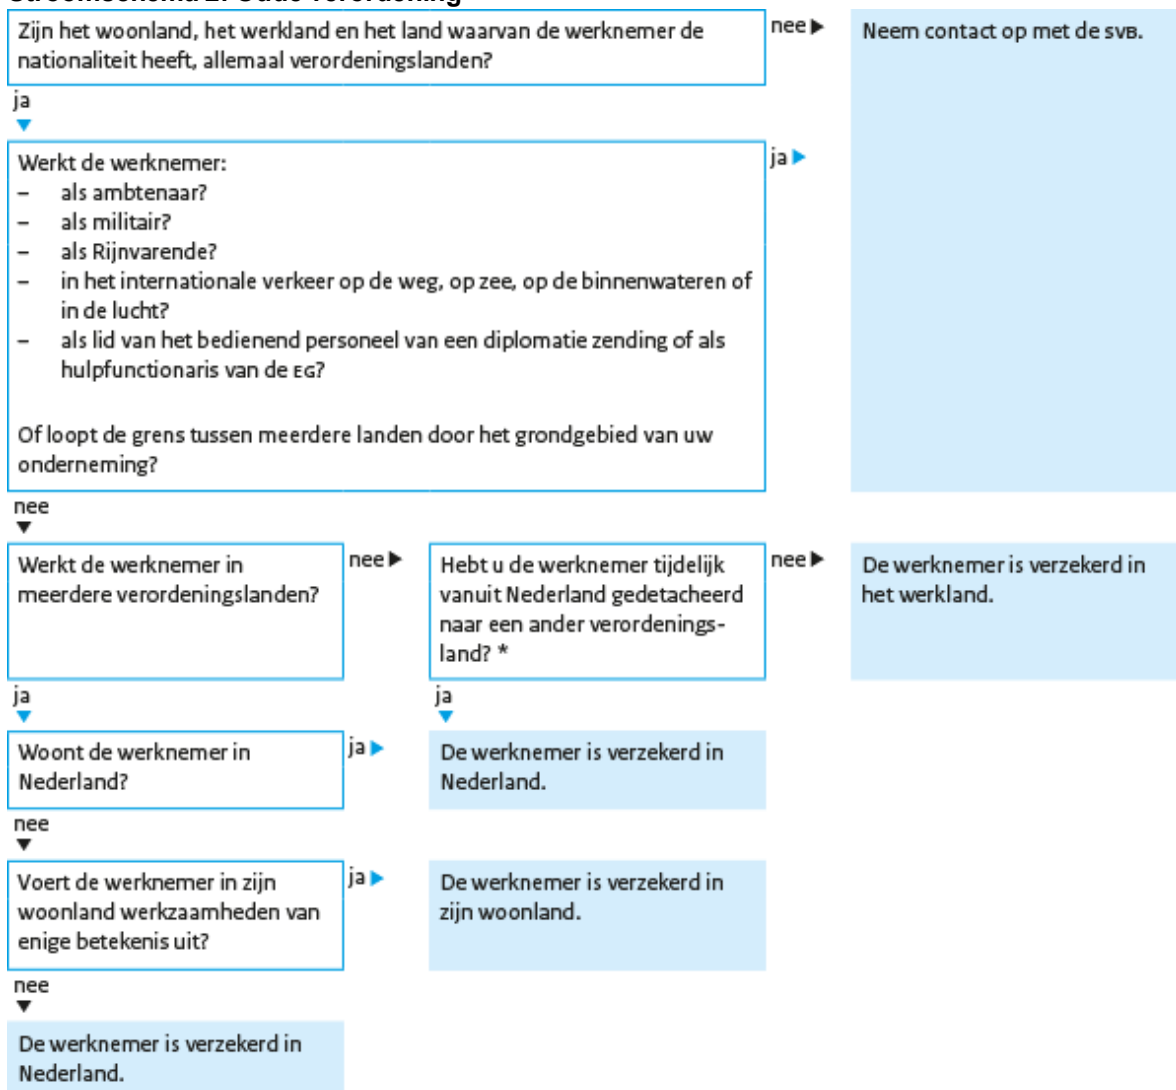 Zijn het woonland, het werkland en het land waarvan de werknemer de
nationaliteit heeft, allemaal verordeningslanden?
nee
Neem contact op met de SVB.
ja
Werkt de werknemer:
– als ambtenaar?
– als militair?
– als Rijnvarende?
– in het internationale verkeer op de weg, op zee, op de binnenwateren of
in de lucht?
– als lid van het bedienend personeel van een diplomatie zending of als
hulpfunctionaris van de EG?
Of loopt de grens tussen meerdere landen door het grondgebied van uw
onderneming?
ja
nee
Werkt de werknemer in
meerdere verordeningslanden?
nee
Hebt u de werknemer tijdelijk
vanuit Nederland gedetacheerd
naar een ander verordenings-
land? *
nee
De werknemer is verzekerd in
het werkland.
ja
ja
Woont de werknemer in
Nederland?
ja
De werknemer is verzekerd in
Nederland.
nee
Voert de werknemer in zijn
woonland werkzaamheden van
enige betekenis uit?
ja
De werknemer is verzekerd in
zijn woonland.
nee
De werknemer is verzekerd in
Nederland.